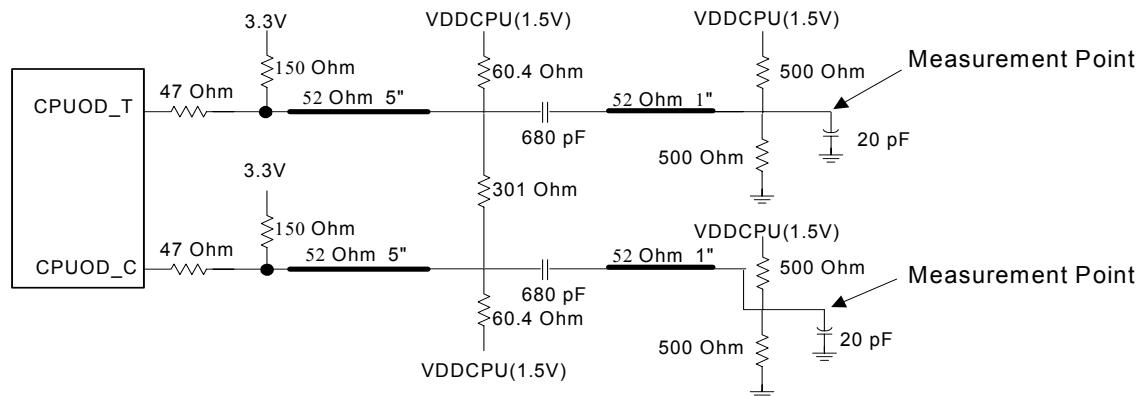 3.3V
VDDCPU(1.5V)
VDDCPU(1.5V)
Measurement Point
150 Ohm
60.4 Ohm
500 Ohm
47 Ohm
CPUOD_T
52 Ohm 5"
52 Ohm 1"
680 pF
20 pF
500 Ohm
3.3V
301 Ohm
150 Ohm
VDDCPU(1.5V)
47 Ohm
CPUOD_C
52 Ohm 5"
52 Ohm 1"
500 Ohm
Measurement Point
680 pF
60.4 Ohm
20 pF
500 Ohm
VDDCPU(1.5V)